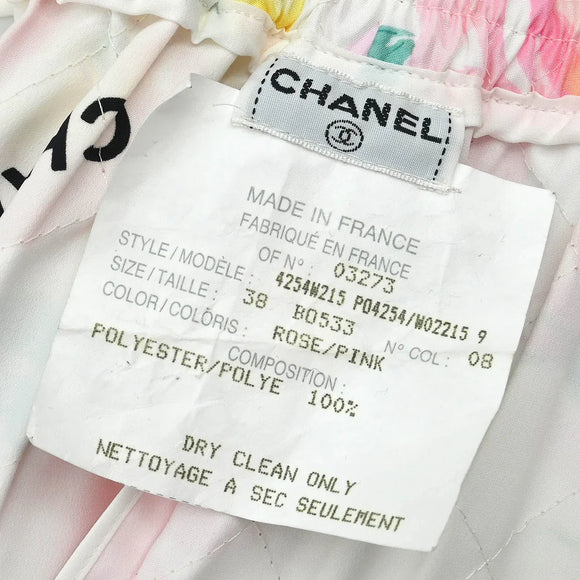 CHANEL
MADE IN FRANCE
FABRIQUÉ EN FRANCE
OF N°: 03273
STYLE/MODÈLE: 4254W215 P04254/W02215 9
SIZE/TAILLE: 38 B0533 N° COL: 08
COLOR/COLORIS: ROSE/PINK
COMPOSITION:
POLYESTER/POLYE 100%
DRY CLEAN ONLY
NETTOYAGE A SEC SEULEMENT